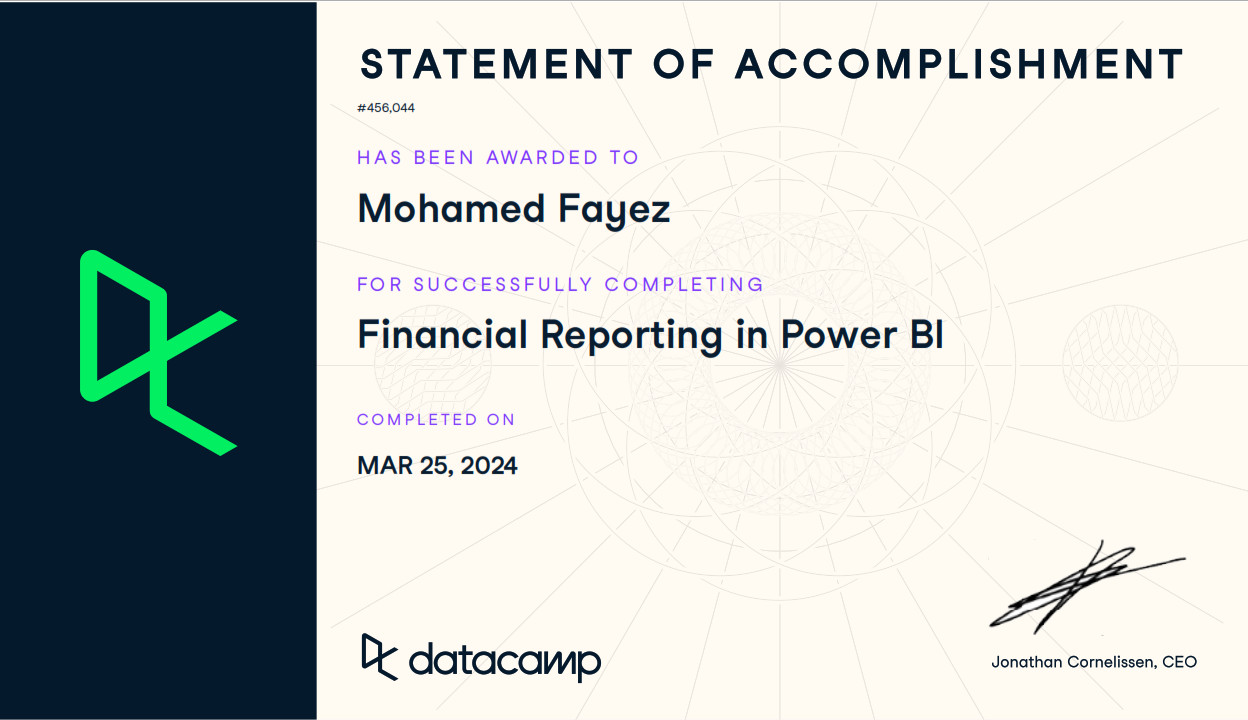 STATEMENT OF ACCOMPLISHMENT
#456,044
HAS BEEN AWARDED TO
Mohamed Fayez
FOR SUCCESSFULLY COMPLETING
Financial Reporting in Power BI
COMPLETED ON
MAR 25, 2024
datacamp
Jonathan Cornelissen, CEO